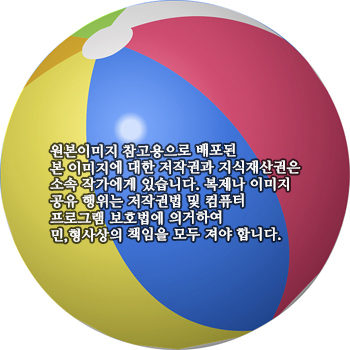 원본이미지 참고용으로 배포된
본 이미지에 대한 저작권과 지식재산권은
소속 작가에게 있습니다. 복제나 이미지
공유 행위는 저작권법 및 컴퓨터
프로그램 보호법에 의거하여
민,형사상의 책임을 모두 져야 합니다.